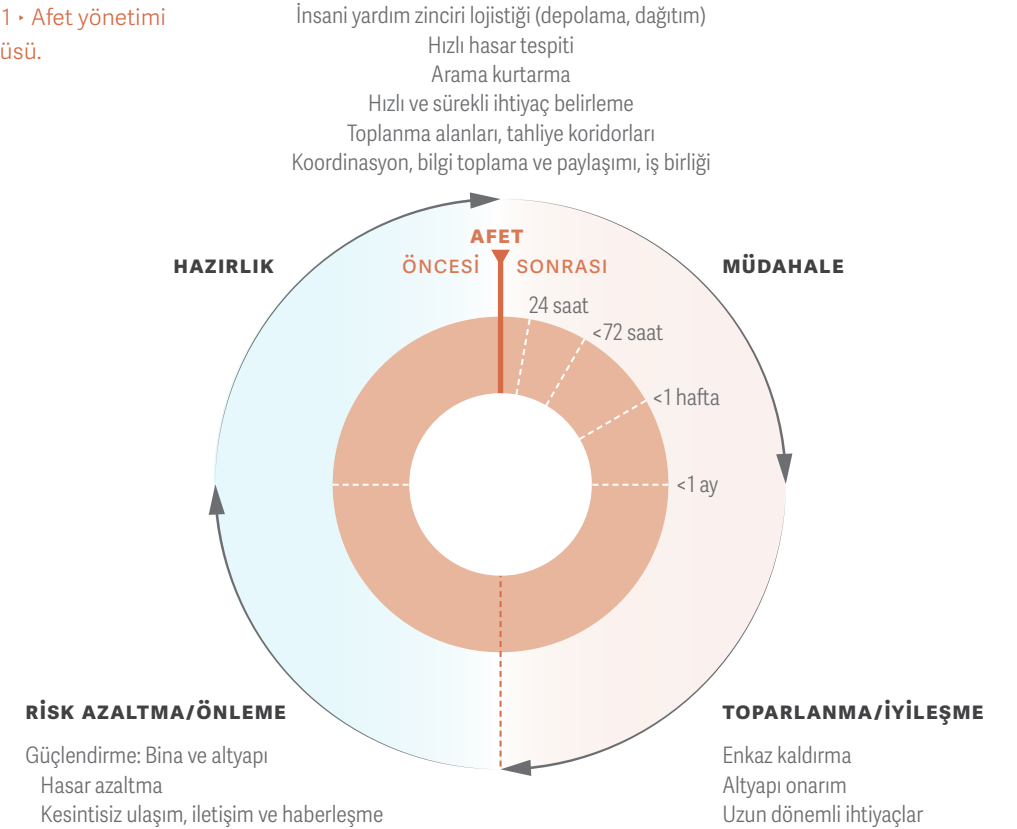 1 ‣ Afet yönetimi
üsü.
İnsani yardım zinciri lojistiği (depolama, dağıtım)
Hızlı hasar tespiti
Arama kurtarma
Hızlı ve sürekli ihtiyaç belirleme
Toplanma alanları, tahliye koridorları
Koordinasyon, bilgi toplama ve paylaşımı, iş birliği
AFET
HAZIRLIK
ÖNCESİ
SONRASI
MÜDAHALE
24 saat
<72 saat
<1 hafta
<1 ay
RİSK AZALTMA/ÖNLEME
Güçlendirme: Bina ve altyapı
Hasar azaltma
Kesintisiz ulaşım, iletişim ve haberleşme
TOPARLANMA/İYİLEŞME
Enkaz kaldırma
Altyapı onarım
Uzun dönemli ihtiyaçlar